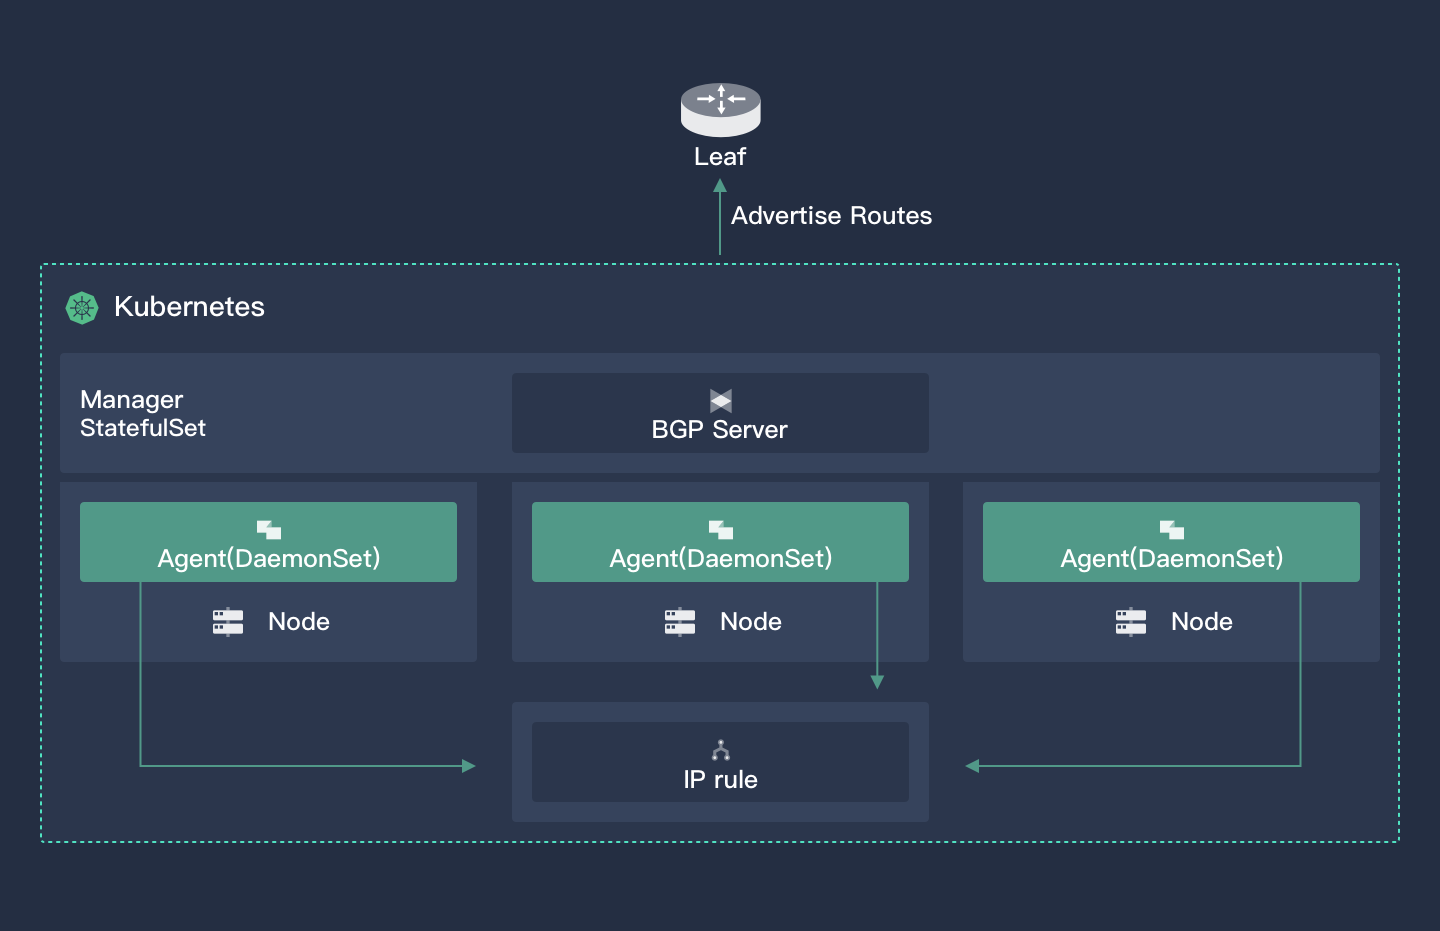 Leaf
Advertise Routes
Kubernetes
Manager
StatefulSet
BGP Server
Agent(DaemonSet)
Agent(DaemonSet)
Agent(DaemonSet)
Node
Node
Node
IP rule